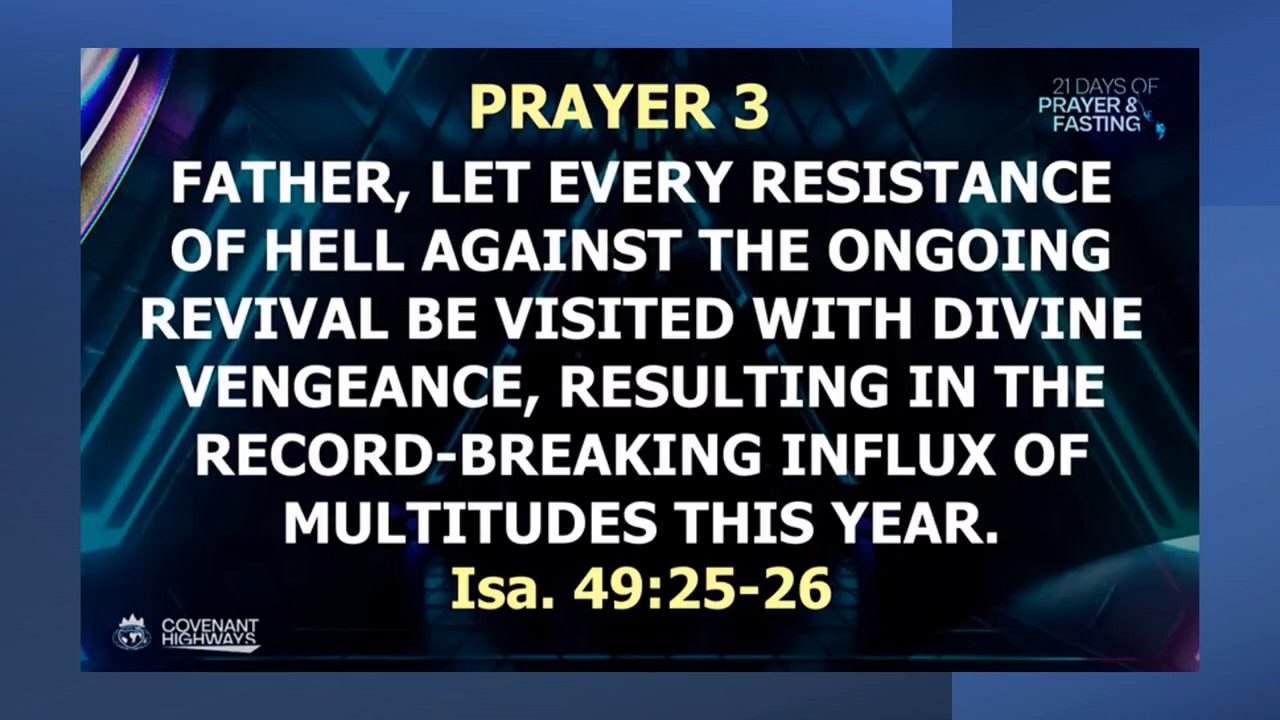 PRAYER 3
21 DAYS OF
PRAYER &
FASTING
FATHER, LET EVERY RESISTANCE
OF HELL AGAINST THE ONGOING
REVIVAL BE VISITED WITH DIVINE
VENGEANCE, RESULTING IN THE
RECORD-BREAKING INFLUX OF
MULTITUDES THIS YEAR.
Isa. 49:25-26
COVENANT
HIGHWAYS